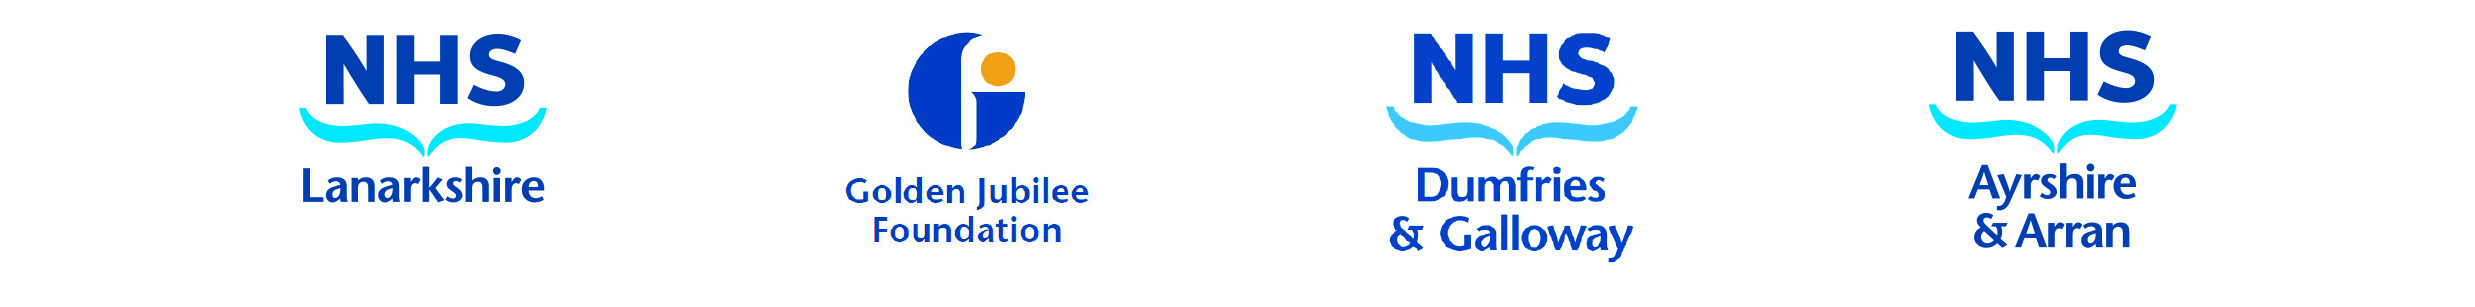 NHS
Lanarkshire
Golden Jubilee
Foundation
NHS
Dumfries
& Galloway
NHS
Ayrshire
& Arran